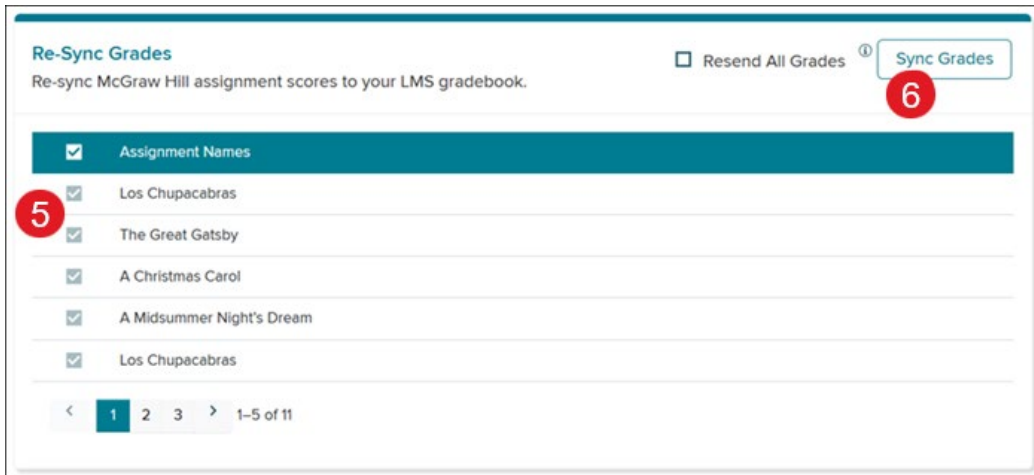 Re-Sync Grades
Re-sync McGraw Hill assignment scores to your LMS gradebook.
Resend All Grades
Sync Grades
6
Assignment Names
Los Chupacabras
5
The Great Gatsby
A Christmas Carol
A Midsummer Night's Dream
Los Chupacabras
< 1 2 3 > 1–5 of 11